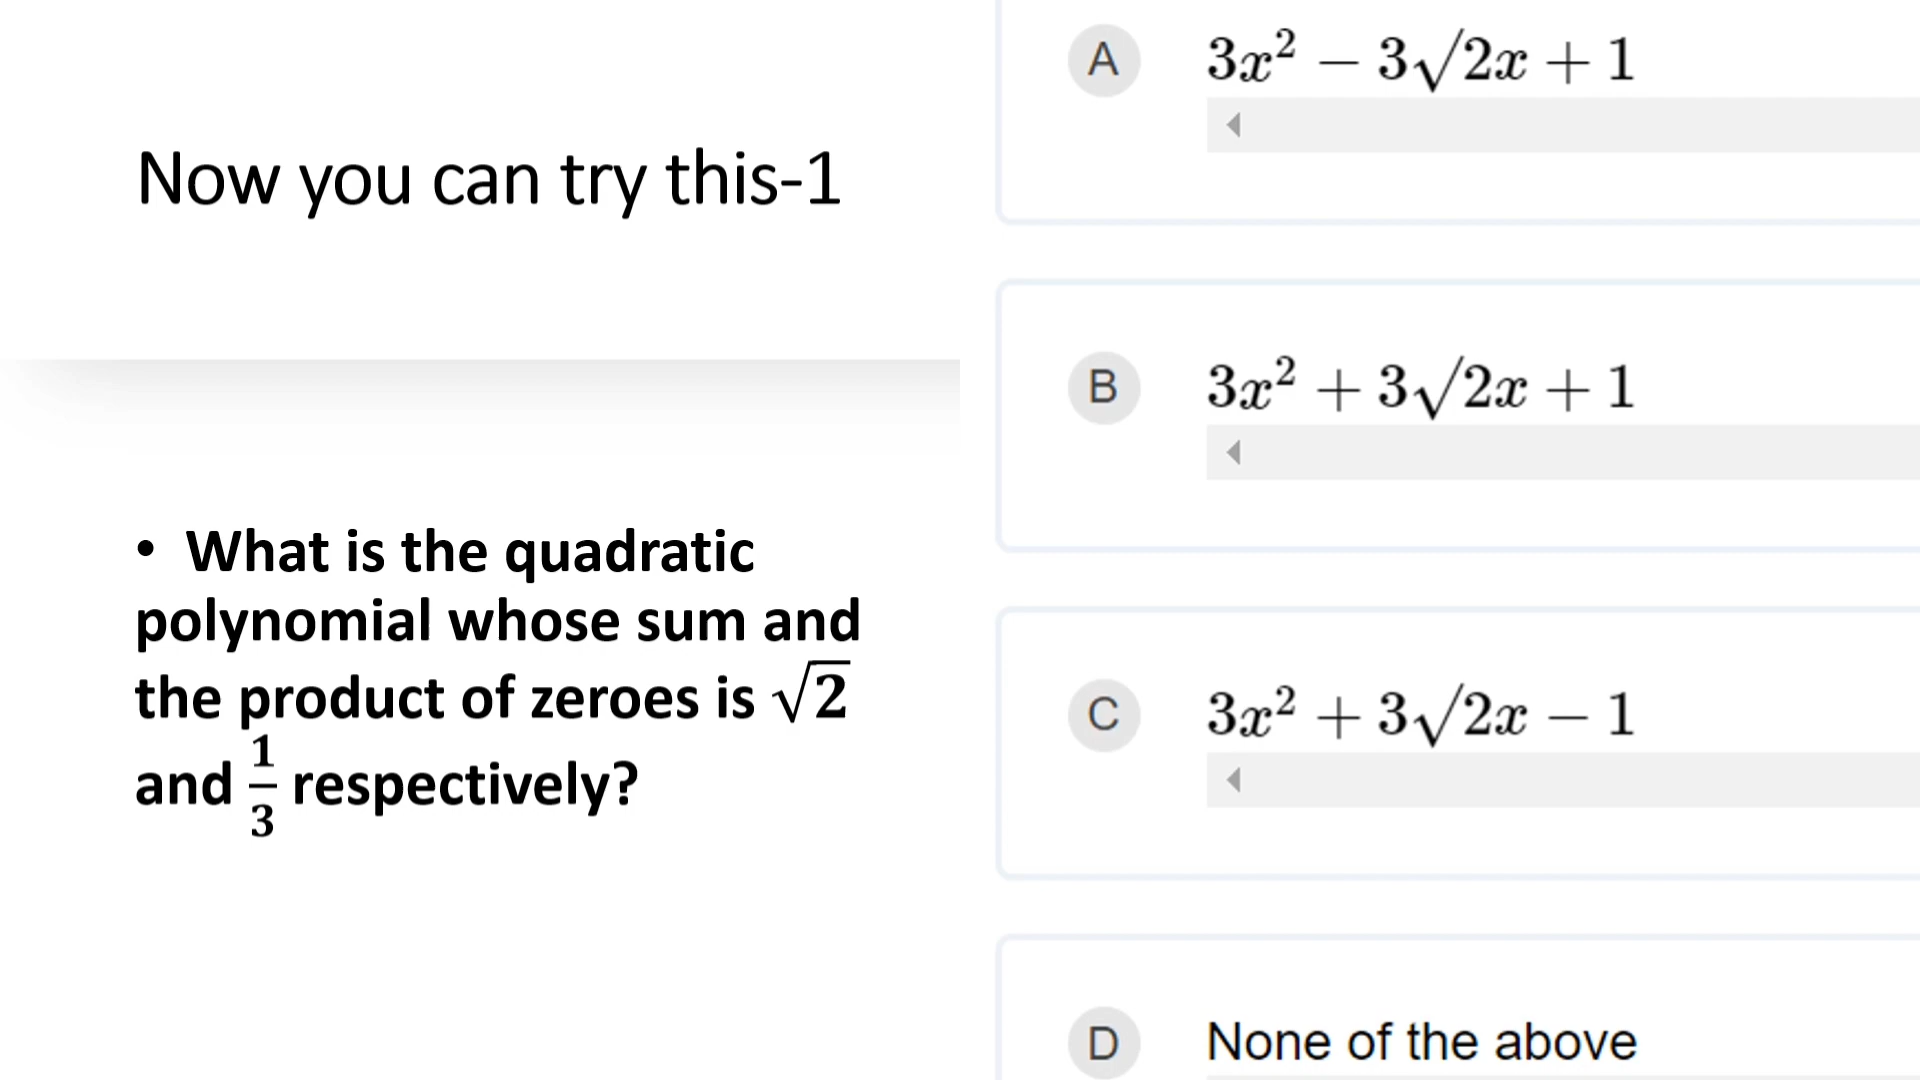 Now you can try this-1
• What is the quadratic
polynomial whose sum and
the product of zeroes is √2
and 1/3 respectively?
A 3x² − 3√2x + 1
B 3x² + 3√2x + 1
C 3x² + 3√2x − 1
D None of the above